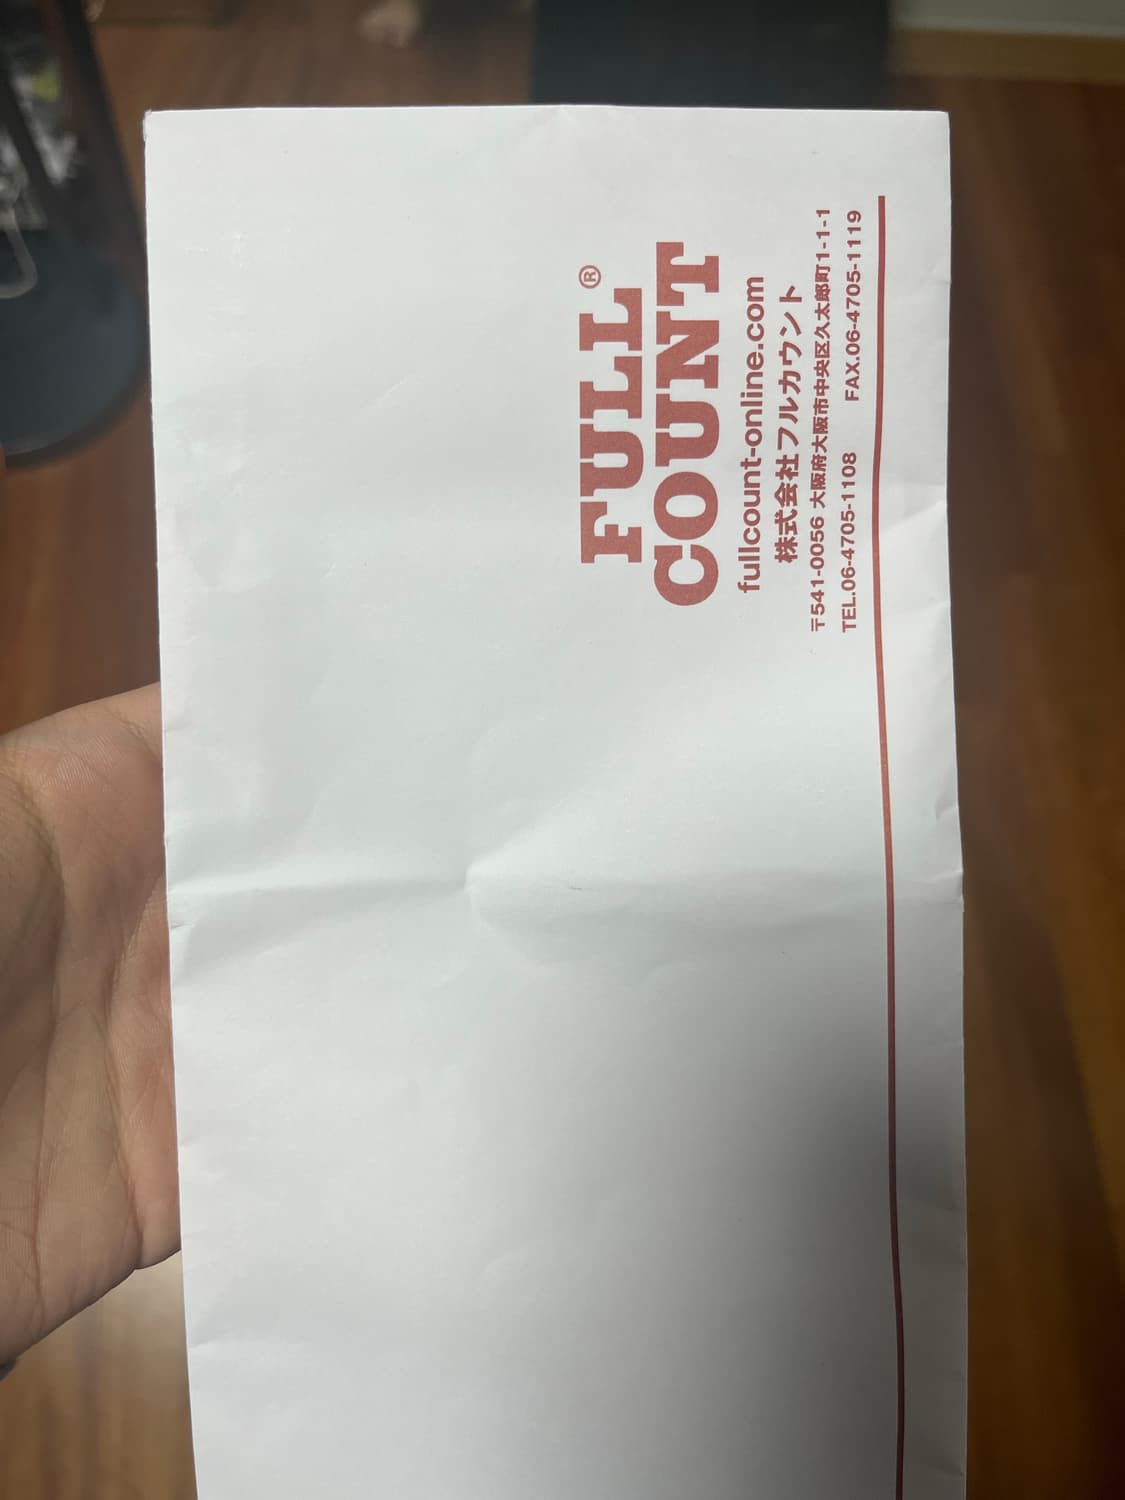 FULL®
COUNT
fullcount-online.com
株式会社フルカウント
〒541-0056 大阪府大阪市中央区久太郎町1-1-1
TEL.06-4705-1108 FAX.06-4705-1119